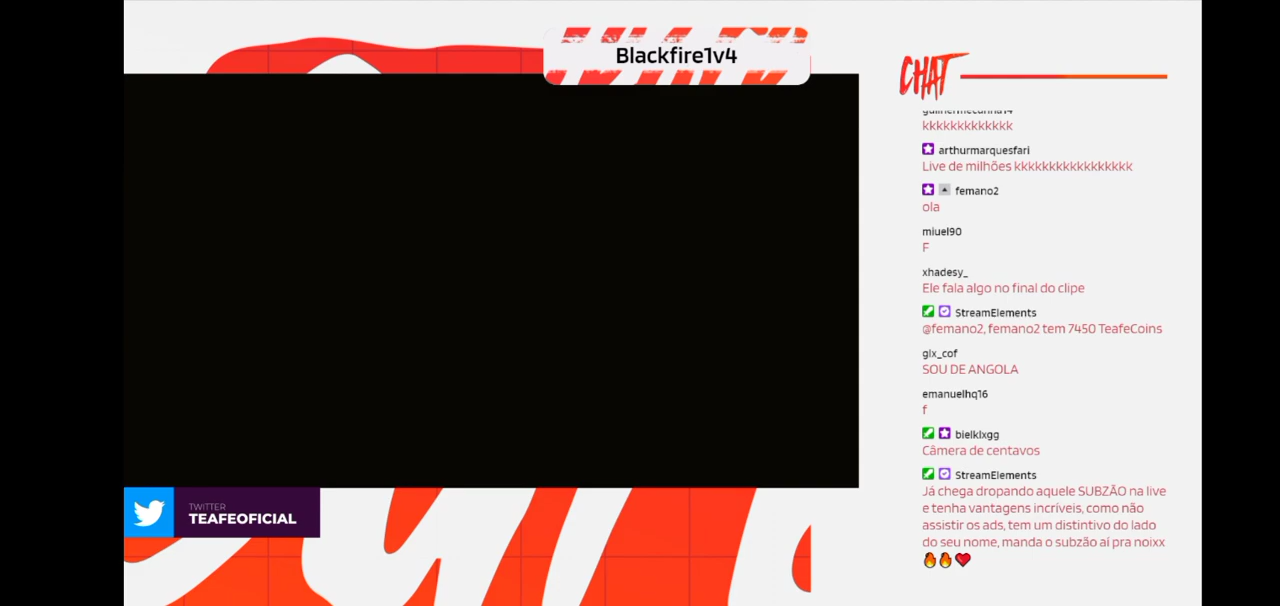 Blackfire1v4
CHAT
kkkkkkkkkkkkk
arthurmarquesfari
Live de milhões kkkkkkkkkkkkkkkkk
femano2
ola
miuel90
F
xhadesy_
Ele fala algo no final do clipe
StreamElements
@femano2, femano2 tem 7450 TeafeCoins
glx_cof
SOU DE ANGOLA
emanuelhq16
f
bielklxgg
Câmera de centavos
StreamElements
Já chega dropando aquele SUBZÃO na live
e tenha vantagens incríveis, como não
assistir os ads, tem um distintivo do lado
do seu nome, manda o subzão aí pra noixx
TWITTER
TEAFEOFICIAL